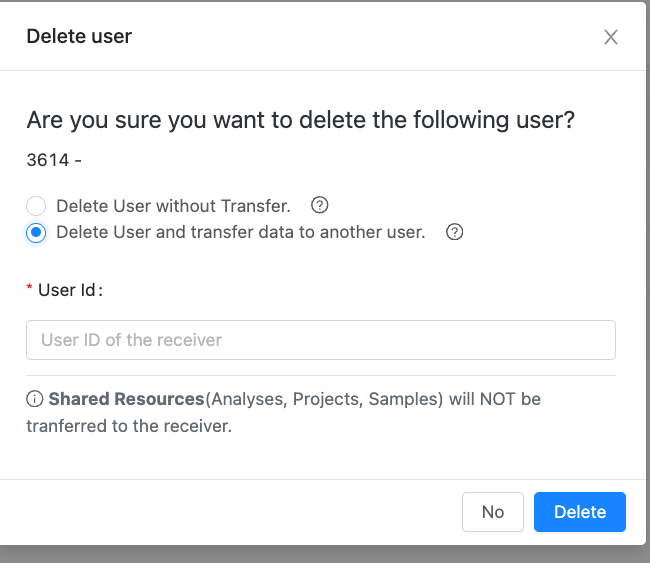 Delete user
Are you sure you want to delete the following user?
3614 -
Delete User without Transfer.
Delete User and transfer data to another user.
* User Id:
User ID of the receiver
Shared Resources(Analyses, Projects, Samples) will NOT be
tranferred to the receiver.
No
Delete